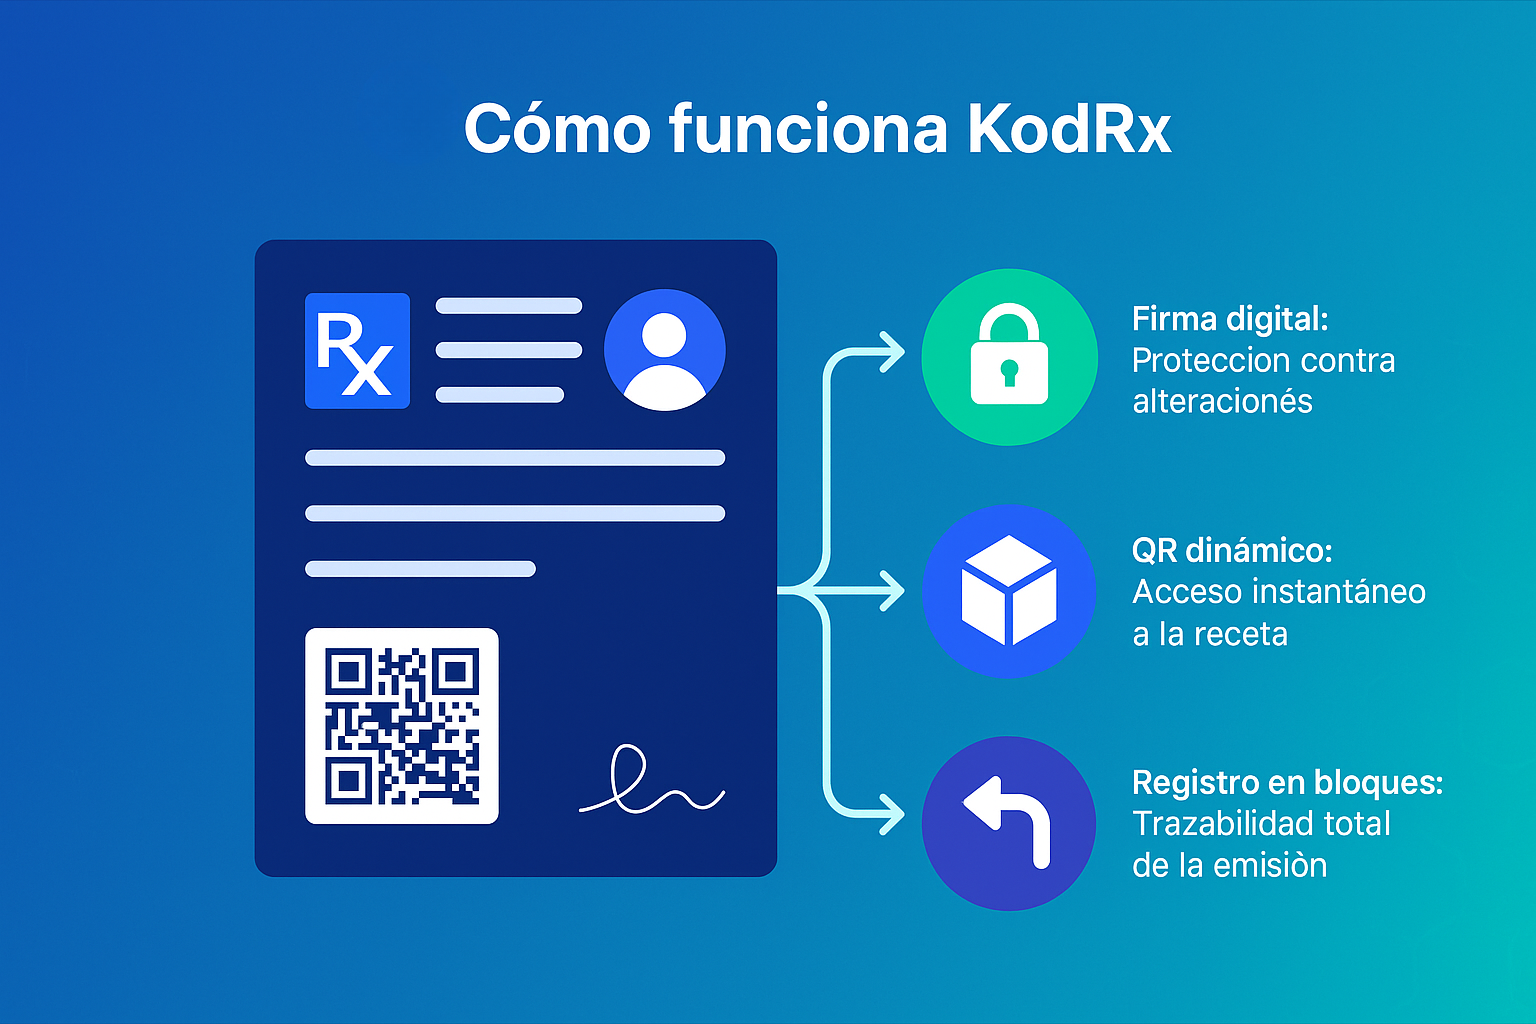 Cómo funciona KodRx
Rx
Firma digital:
Proteccion contra
alteracionés
QR dinámico:
Acceso instantáneo
a la receta
Registro en bloques:
Trazabilidad total
de la emisiòn